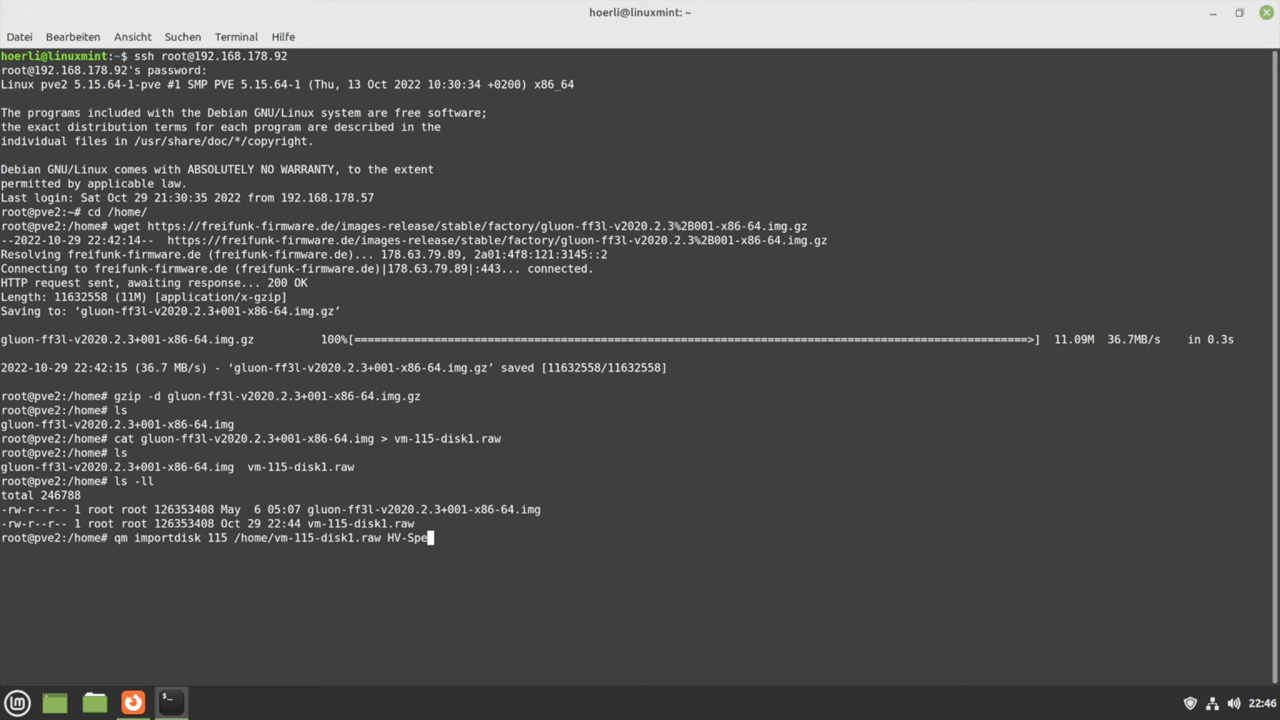 hoerli@linuxmint: ~
Datei Bearbeiten Ansicht Suchen Terminal Hilfe
hoerli@linuxmint:~$ ssh root@192.168.178.92
root@192.168.178.92's password:
Linux pve2 5.15.64-1-pve #1 SMP PVE 5.15.64-1 (Thu, 13 Oct 2022 10:30:34 +0200) x86_64
The programs included with the Debian GNU/Linux system are free software;
the exact distribution terms for each program are described in the
individual files in /usr/share/doc/*/copyright.
Debian GNU/Linux comes with ABSOLUTELY NO WARRANTY, to the extent
permitted by applicable law.
Last login: Sat Oct 29 21:30:35 2022 from 192.168.178.57
root@pve2:~# cd /home/
root@pve2:/home# wget https://freifunk-firmware.de/images-release/stable/factory/gluon-ff3l-v2020.2.3%2B001-x86-64.img.gz
--2022-10-29 22:42:14--  https://freifunk-firmware.de/images-release/stable/factory/gluon-ff3l-v2020.2.3%2B001-x86-64.img.gz
Resolving freifunk-firmware.de (freifunk-firmware.de)... 178.63.79.89, 2a01:4f8:121:3145::2
Connecting to freifunk-firmware.de (freifunk-firmware.de)|178.63.79.89|:443... connected.
HTTP request sent, awaiting response... 200 OK
Length: 11632558 (11M) [application/x-gzip]
Saving to: ‘gluon-ff3l-v2020.2.3+001-x86-64.img.gz’
gluon-ff3l-v2020.2.3+001-x86-64.img.gz 100%[====================================================================================================>] 11.09M 36.7MB/s in 0.3s
2022-10-29 22:42:15 (36.7 MB/s) - ‘gluon-ff3l-v2020.2.3+001-x86-64.img.gz’ saved [11632558/11632558]
root@pve2:/home# gzip -d gluon-ff3l-v2020.2.3+001-x86-64.img.gz
root@pve2:/home# ls
gluon-ff3l-v2020.2.3+001-x86-64.img
root@pve2:/home# cat gluon-ff3l-v2020.2.3+001-x86-64.img > vm-115-disk1.raw
root@pve2:/home# ls
gluon-ff3l-v2020.2.3+001-x86-64.img  vm-115-disk1.raw
root@pve2:/home# ls -ll
total 246788
-rw-r--r-- 1 root root 126353408 May  6 05:07 gluon-ff3l-v2020.2.3+001-x86-64.img
-rw-r--r-- 1 root root 126353408 Oct 29 22:44 vm-115-disk1.raw
root@pve2:/home# qm importdisk 115 /home/vm-115-disk1.raw HV-Spe
22:46